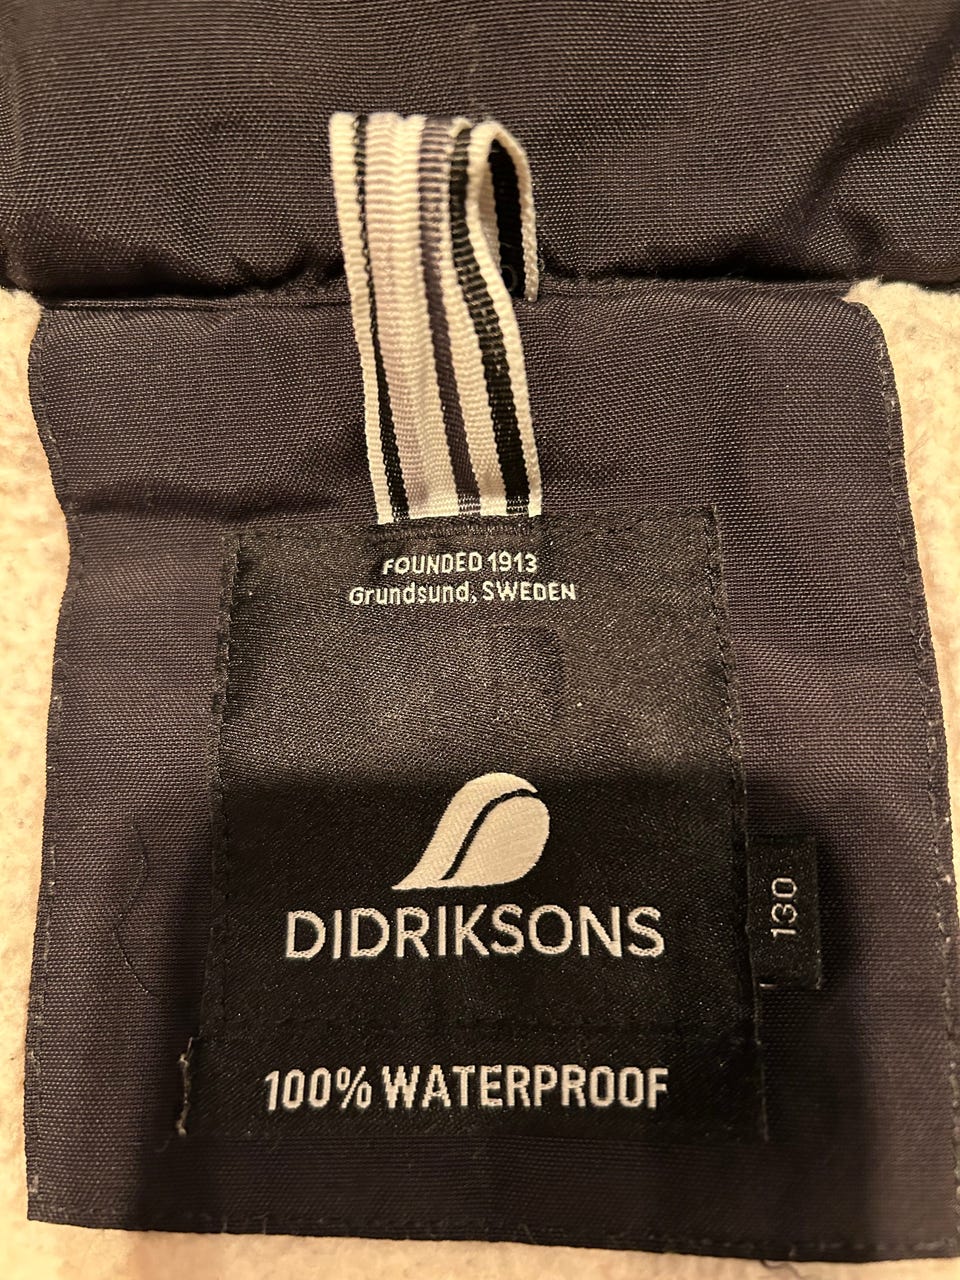 FOUNDED 1913
Grundsund, SWEDEN
DIDRIKSONS
130
100% WATERPROOF